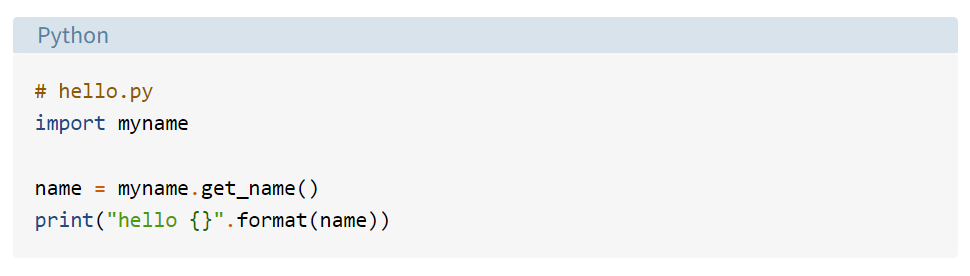 Python
# hello.py
import myname
name = myname.get_name()
print("hello {}".format(name))